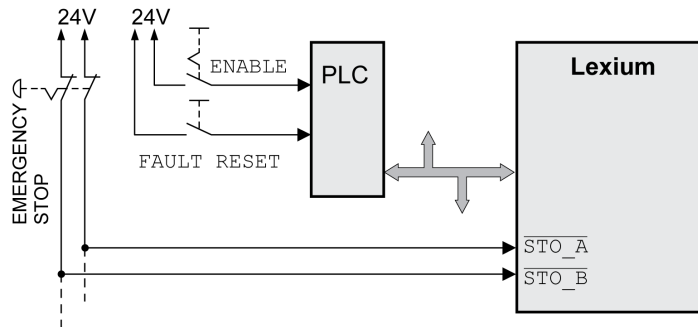 24V 24V
ENABLE
PLC
Lexium
FAULT RESET
EMERGENCY
STOP
STO_A
STO_B